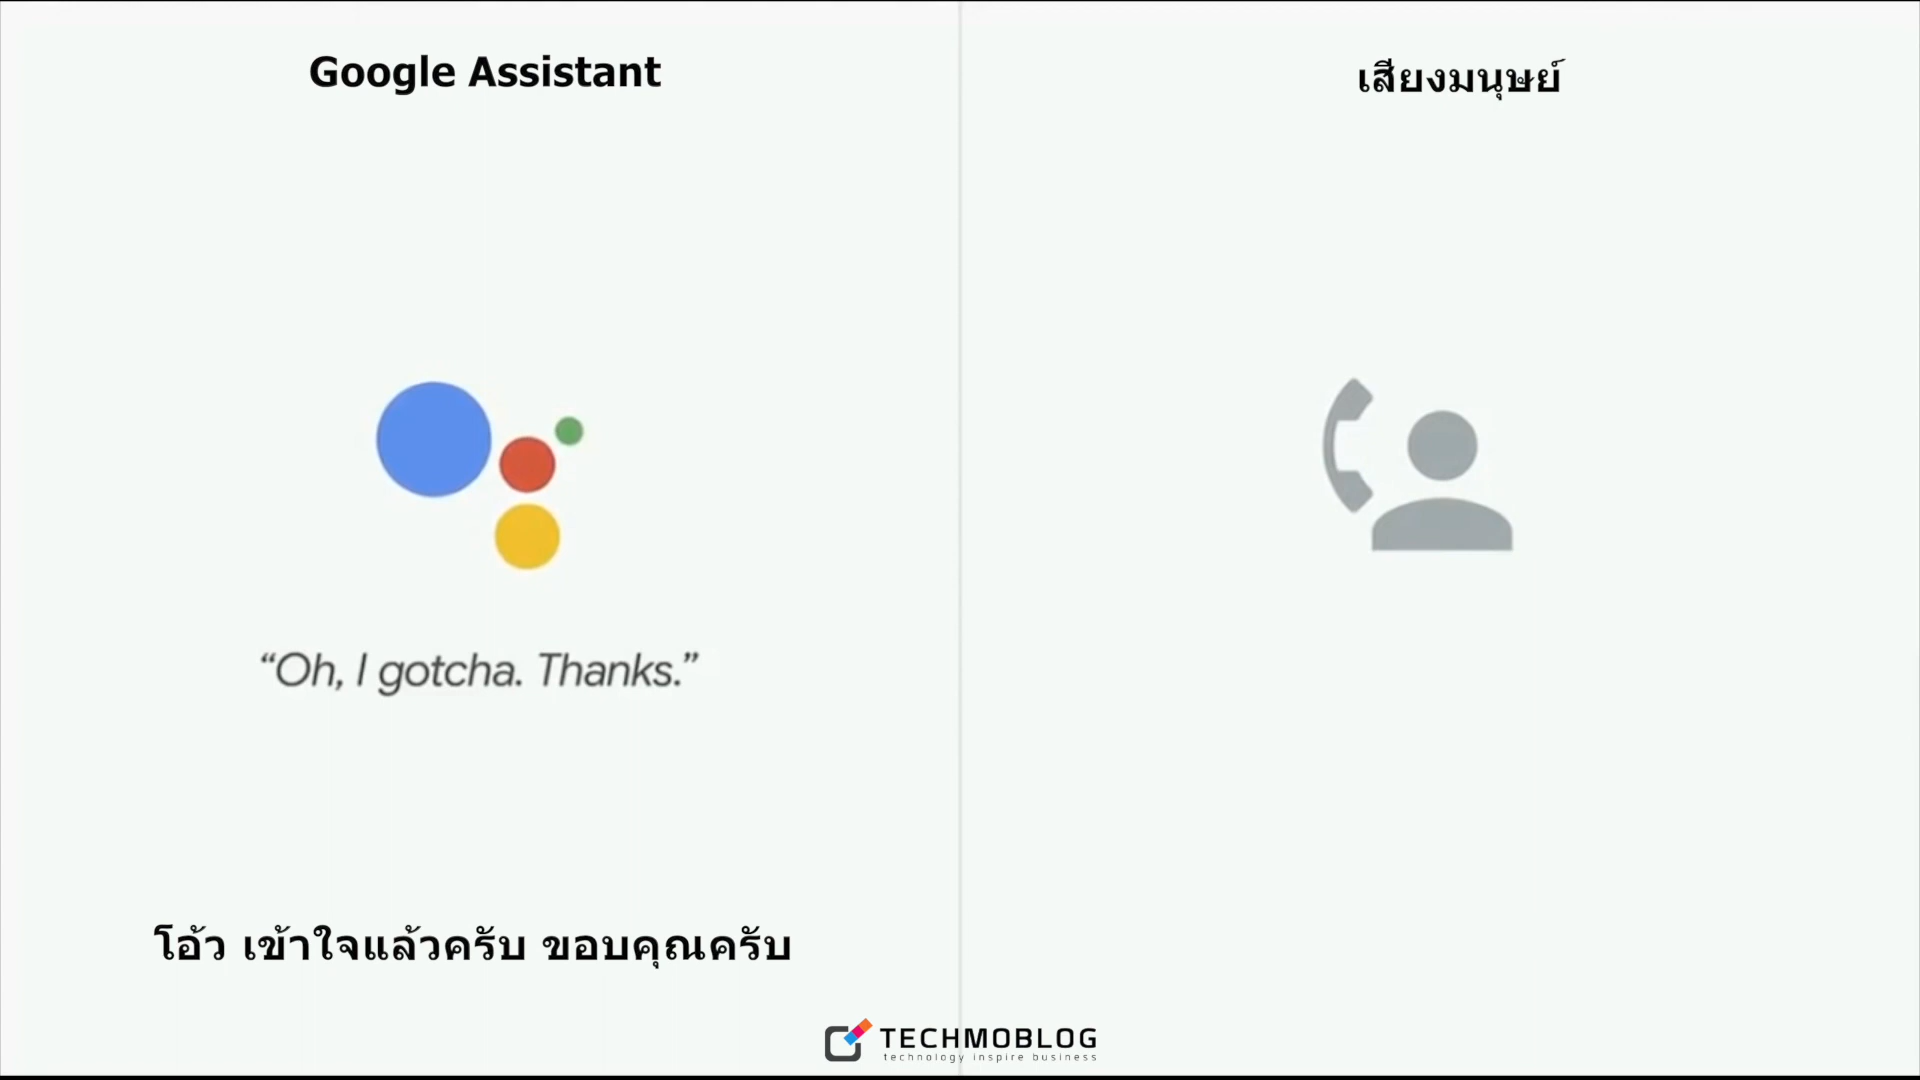 Google Assistant
เสียงมนุษย์
“Oh, I gotcha. Thanks.”
โอ้ว เข้าใจแล้วครับ ขอบคุณครับ
TECHMOBLOG
technology inspire business